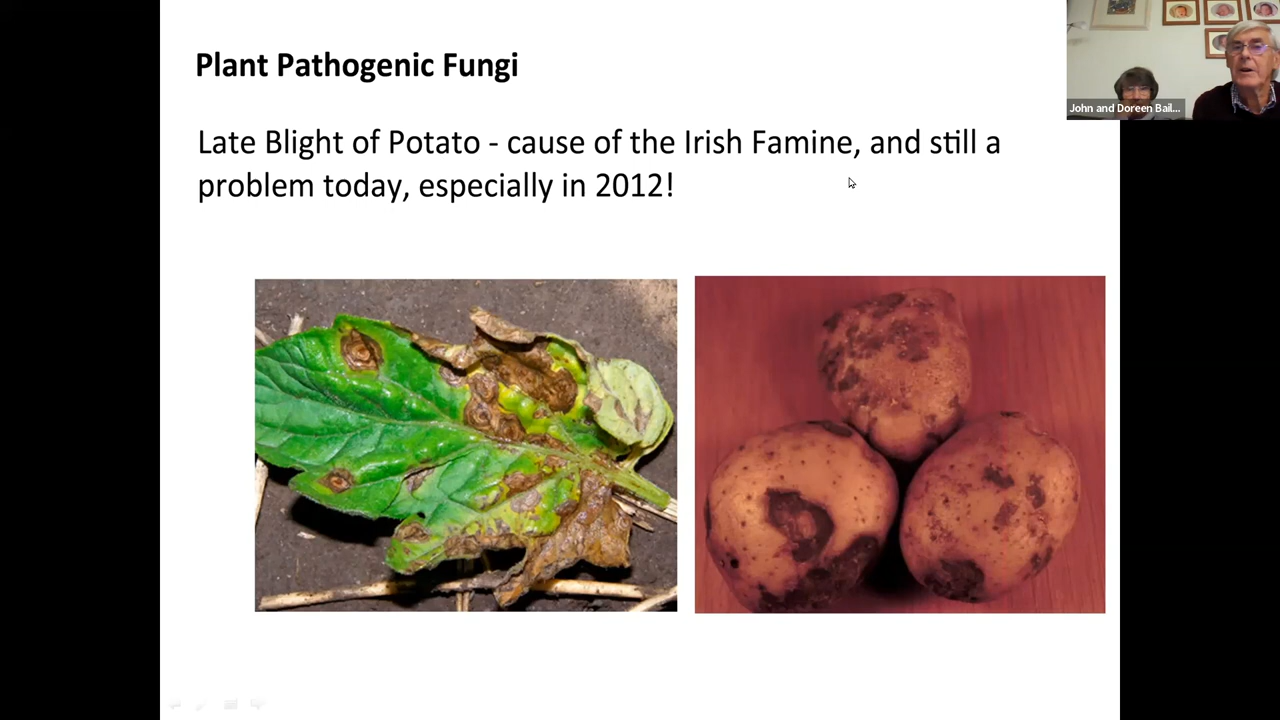 Plant Pathogenic Fungi
Late Blight of Potato - cause of the Irish Famine, and still a
problem today, especially in 2012!
John and Doreen Bail...